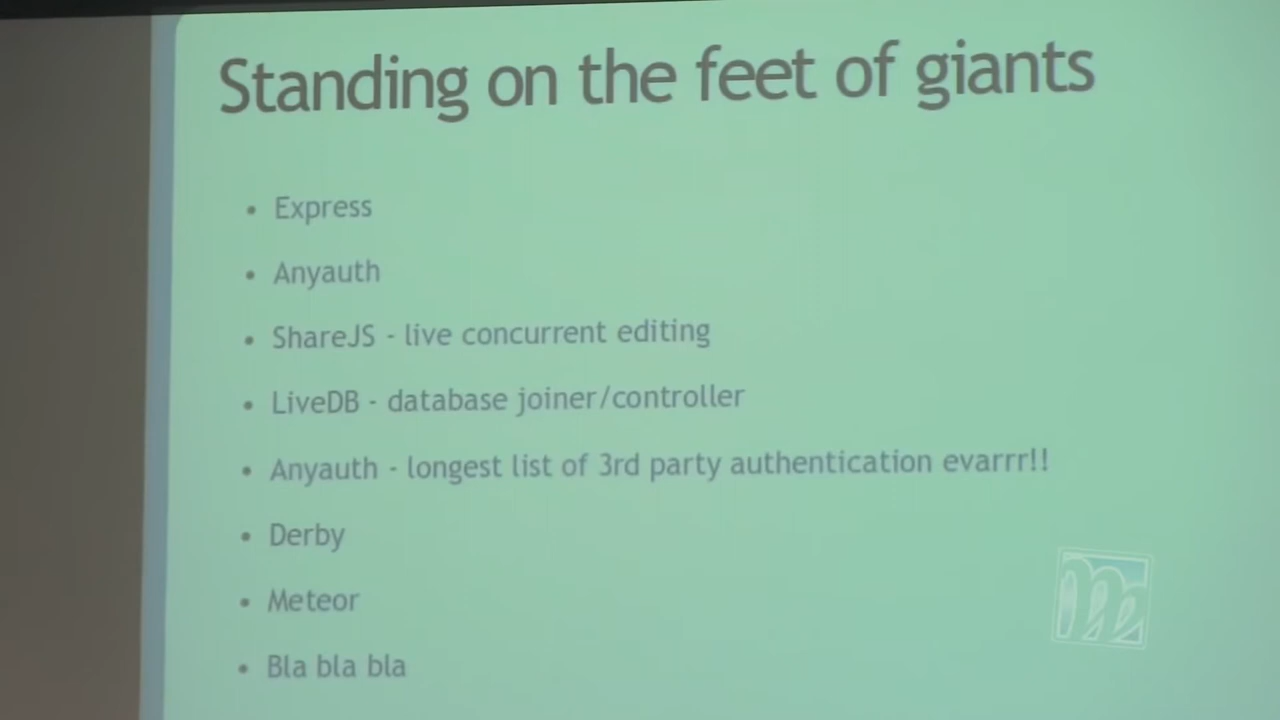 Standing on the feet of giants
• Express
• Anyauth
• ShareJS - live concurrent editing
• LiveDB - database joiner/controller
• Anyauth - longest list of 3rd party authentication evarrr!!
• Derby
• Meteor
• Bla bla bla